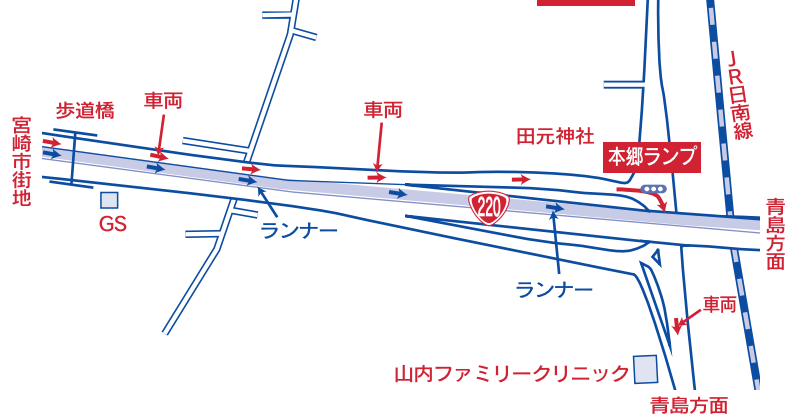 歩道橋
車両
車両
宮崎市街地
田元神社
本郷ランプ
JR日南線
220
GS
ランナー
ランナー
青島方面
車両
山内ファミリークリニック
青島方面